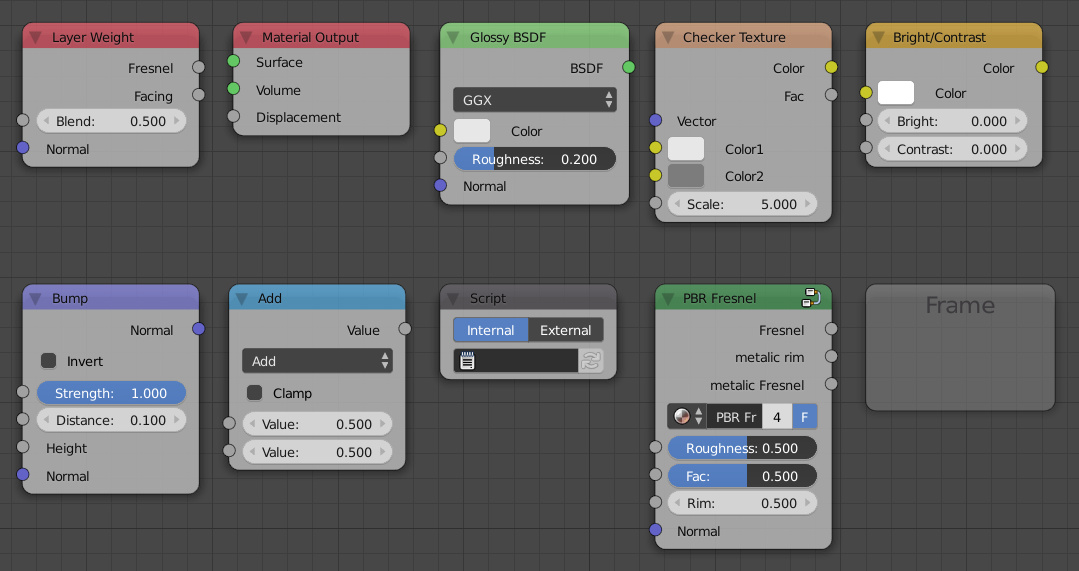 Layer Weight
Fresnel
Facing
Blend: 0.500
Normal
Material Output
Surface
Volume
Displacement
Glossy BSDF
BSDF
GGX
Color
Roughness: 0.200
Normal
Checker Texture
Color
Fac
Vector
Color1
Color2
Scale: 5.000
Bright/Contrast
Color
Color
Bright: 0.000
Contrast: 0.000
Bump
Normal
Invert
Strength: 1.000
Distance: 0.100
Height
Normal
Add
Value
Add
Clamp
Value: 0.500
Value: 0.500
Script
Internal External
PBR Fresnel
Fresnel
metalic rim
metalic Fresnel
PBR Fr 4 F
Roughness: 0.500
Fac: 0.500
Rim: 0.500
Normal
Frame